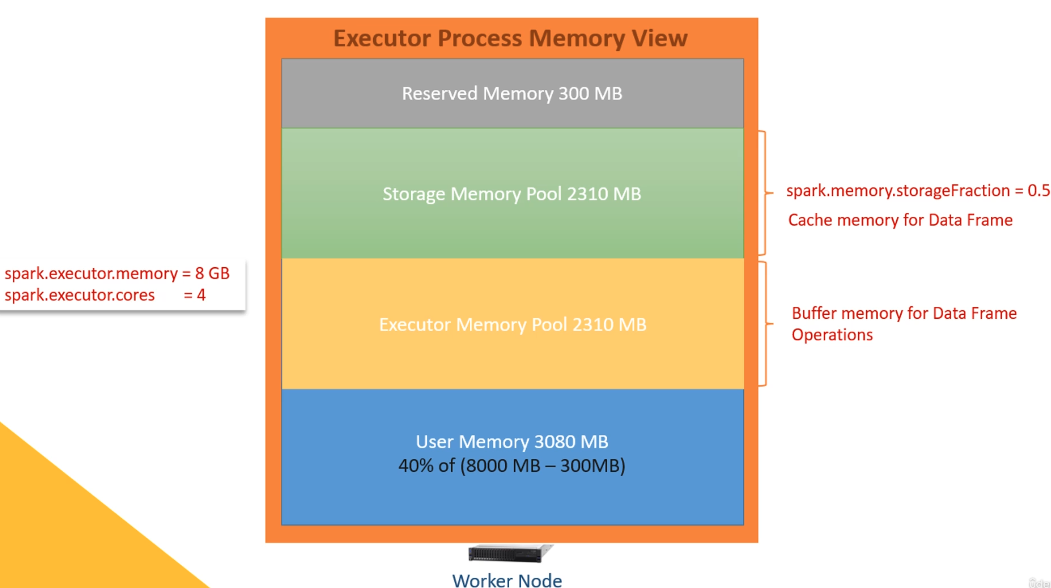 Executor Process Memory View
Reserved Memory 300 MB
Storage Memory Pool 2310 MB
spark.memory.storageFraction = 0.5
Cache memory for Data Frame
spark.executor.memory = 8 GB
spark.executor.cores = 4
Executor Memory Pool 2310 MB
Buffer memory for Data Frame
Operations
User Memory 3080 MB
40% of (8000 MB – 300MB)
Worker Node